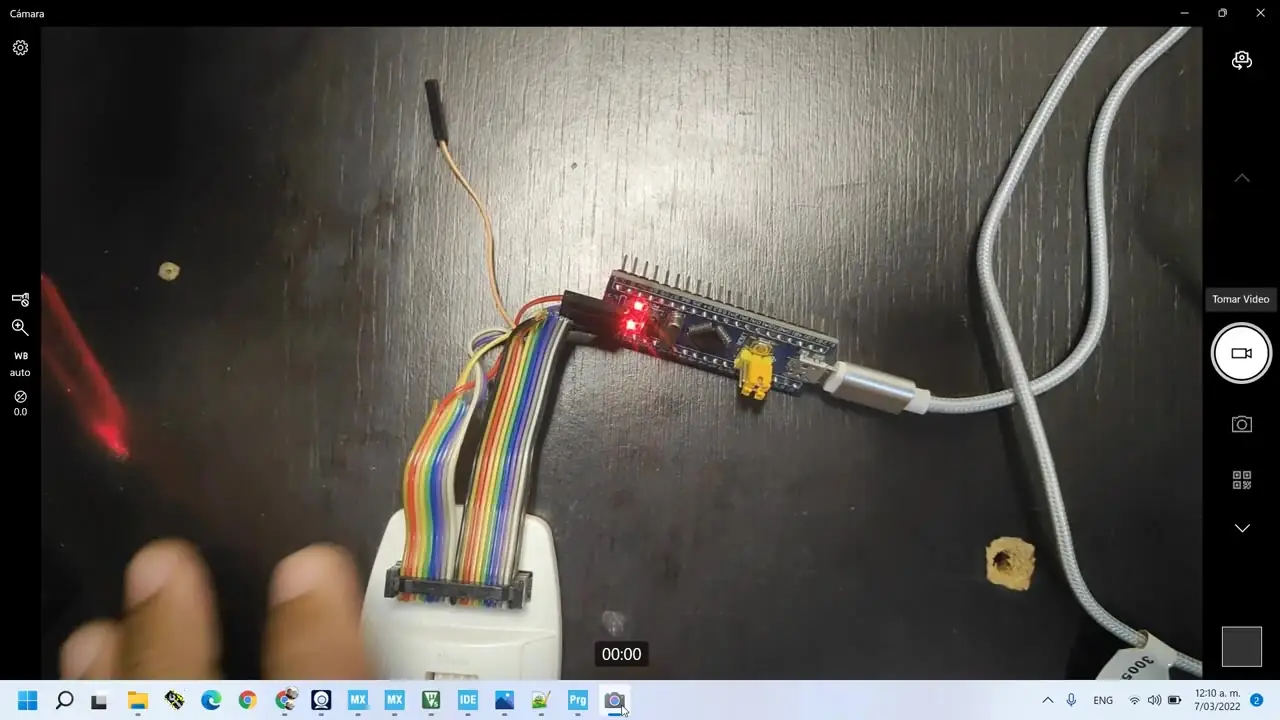 Cámara
WB
auto
0.0
Tomar Video
00:00
3005
MX
MX
IDE
Prg
ENG
12:10 a. m.
7/03/2022
2